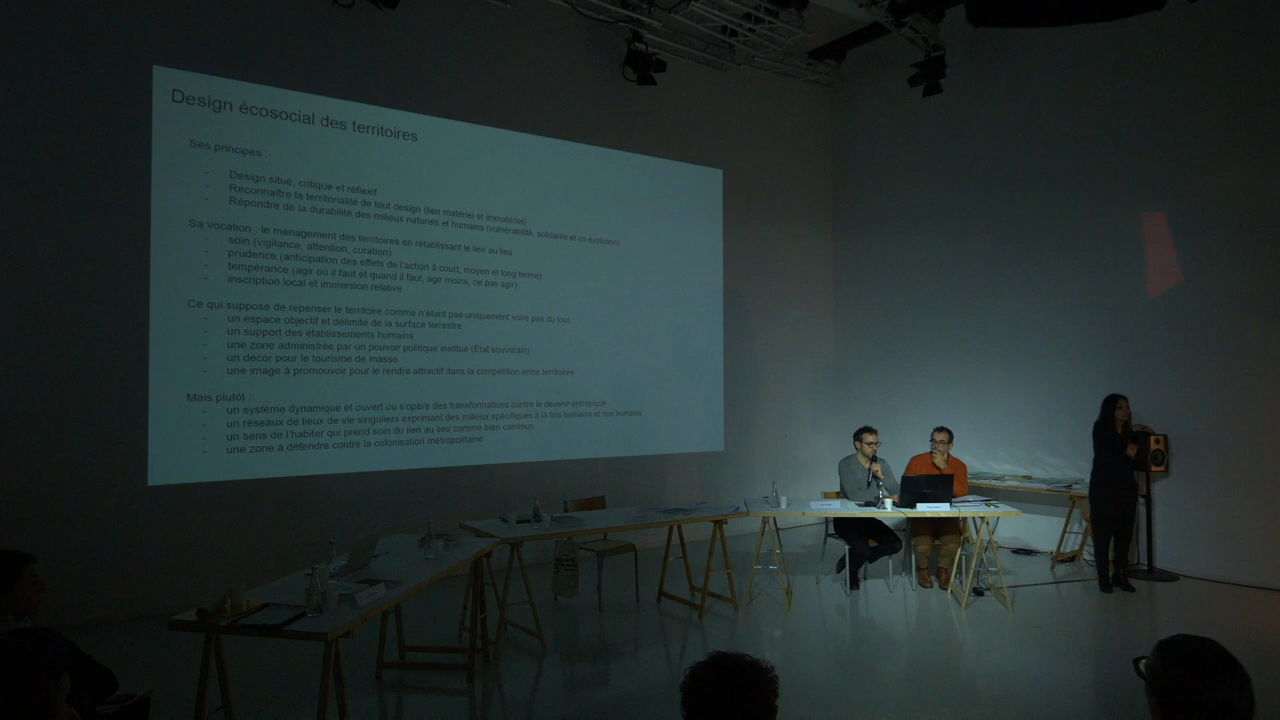 Design écosocial des territoires
Ses principes :
- Design situé, critique et réflexif
- Reconnaître la territorialité de tout design (lien matériel et immatériel)
- Répondre de la durabilité des milieux naturels et humains (vulnérabilité, solidarité et co-évolution)
Sa vocation : le ménagement des territoires en rétablissant le lien au lieu
- soin (vigilance, attention, curation)
- prudence (anticipation des effets de l'action à court, moyen et long terme)
- tempérance (agir où il faut et quand il faut, agir moins, ne pas agir)
- inscription local et immersion relative
Ce qui suppose de repenser le territoire comme n'étant pas uniquement voire pas du tout
- un espace objectif et délimité de la surface terrestre
- un support des établissements humains
- une zone administrée par un pouvoir politique institué (État souverain)
- un décor pour le tourisme de masse
- une image à promouvoir pour le rendre attractif dans la compétition entre territoires
Mais plutôt :
- un système dynamique et ouvert ou s'opère des transformations contre le devenir entropique
- un réseaux de lieux de vie singuliers exprimant des milieux spécifiques à la fois humains et non humains
- un sens de l'habiter qui prend soin du lien au lieu comme bien commun
- une zone à défendre contre la colonisation métropolitaine